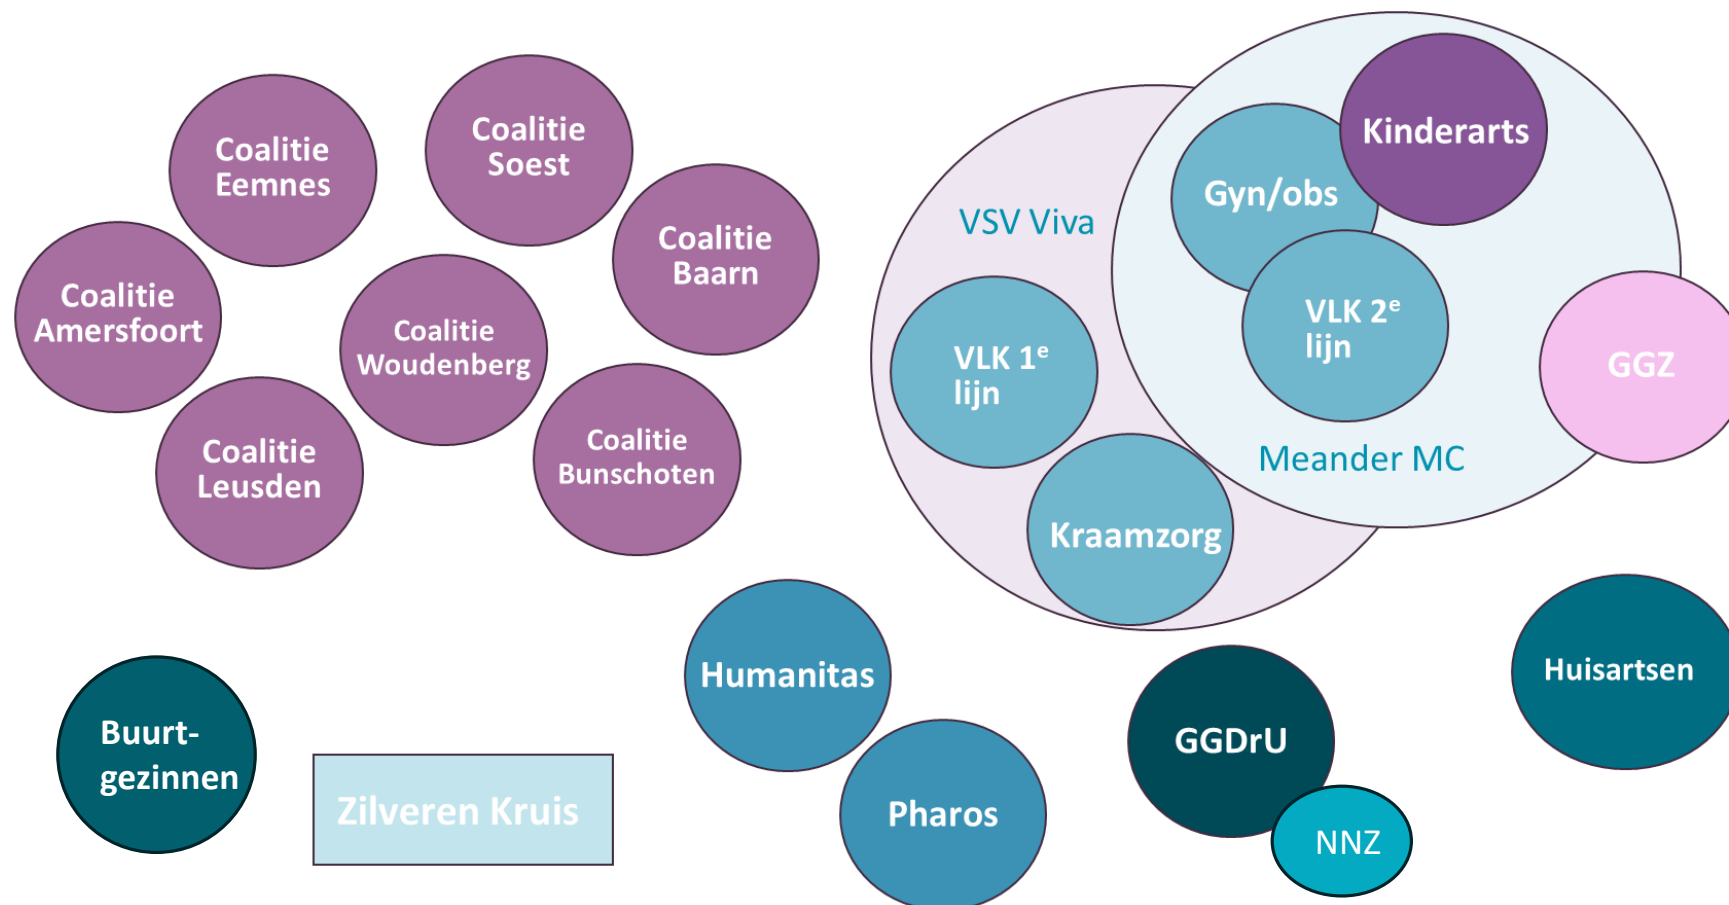 Coalitie
Eemnes
Coalitie
Soest
Coalitie
Baarn
Coalitie
Amersfoort
Coalitie
Woudenberg
Coalitie
Leusden
Coalitie
Bunschoten
VSV Viva
Kinderarts
Gyn/obs
VLK 1ᵉ
lijn
VLK 2ᵉ
lijn
GGZ
Meander MC
Kraamzorg
Humanitas
Huisartsen
Buurt-
gezinnen
Zilveren Kruis
Pharos
GGDrU
NNZ